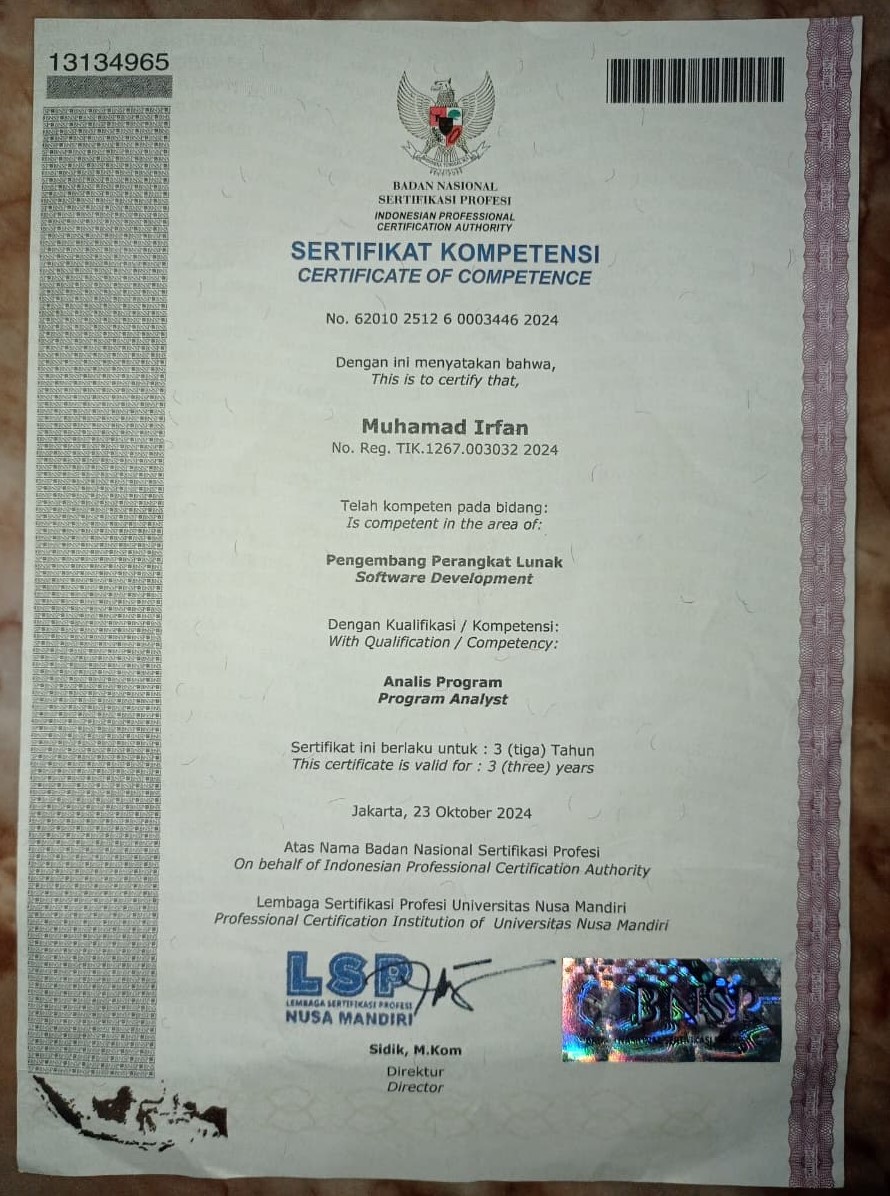 13134965
BADAN NASIONAL
SERTIFIKASI PROFESI
INDONESIAN PROFESSIONAL
CERTIFICATION AUTHORITY
SERTIFIKAT KOMPETENSI
CERTIFICATE OF COMPETENCE
No. 62010 2512 6 0003446 2024
Dengan ini menyatakan bahwa,
This is to certify that,
Muhamad Irfan
No. Reg. TIK.1267.003032 2024
Telah kompeten pada bidang:
Is competent in the area of:
Pengembang Perangkat Lunak
Software Development
Dengan Kualifikasi / Kompetensi:
With Qualification / Competency:
Analis Program
Program Analyst
Sertifikat ini berlaku untuk : 3 (tiga) Tahun
This certificate is valid for : 3 (three) years
Jakarta, 23 Oktober 2024
Atas Nama Badan Nasional Sertifikasi Profesi
On behalf of Indonesian Professional Certification Authority
Lembaga Sertifikasi Profesi Universitas Nusa Mandiri
Professional Certification Institution of Universitas Nusa Mandiri
LSP
LEMBAGA SERTIFIKASI PROFESI
NUSA MANDIRI
BNSP
Sidik, M.Kom
Direktur
Director